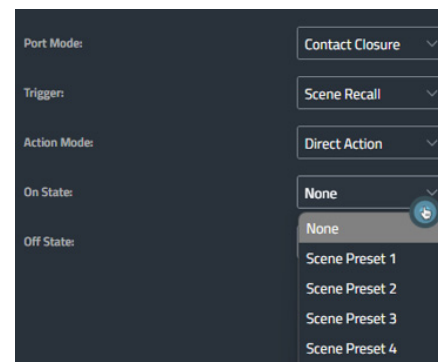 Port Mode: Contact Closure
Trigger: Scene Recall
Action Mode: Direct Action
On State: None
None
Off State:
Scene Preset 1
Scene Preset 2
Scene Preset 3
Scene Preset 4